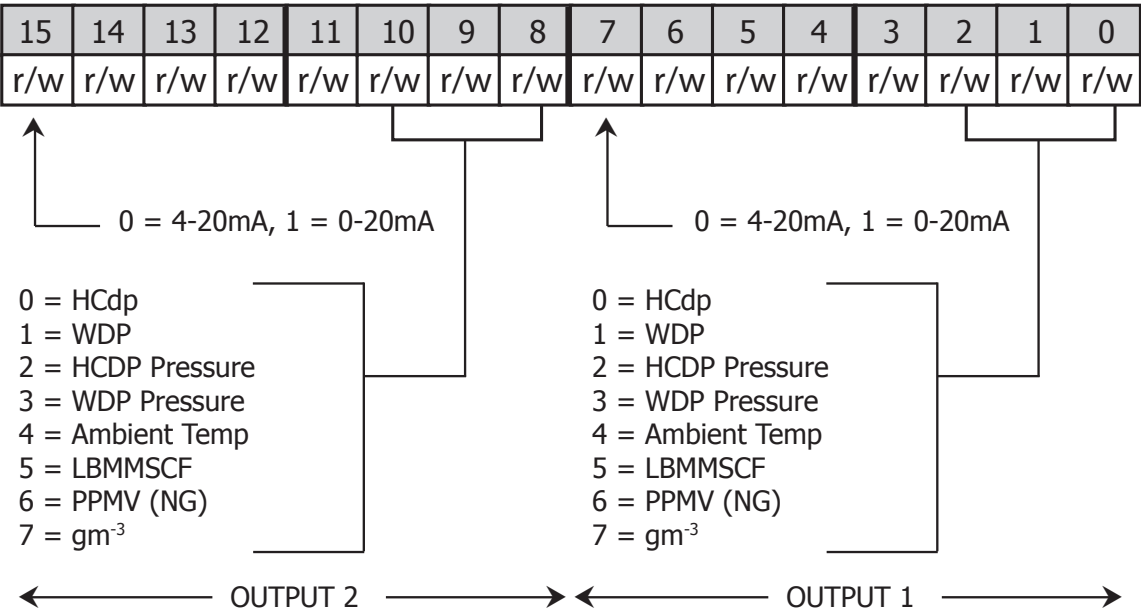 15 14 13 12 11 10 9 8 7 6 5 4 3 2 1 0
r/w r/w r/w r/w r/w r/w r/w r/w r/w r/w r/w r/w r/w r/w r/w r/w
0 = 4-20mA, 1 = 0-20mA
0 = 4-20mA, 1 = 0-20mA
0 = HCdp
1 = WDP
2 = HCDP Pressure
3 = WDP Pressure
4 = Ambient Temp
5 = LBMMSCF
6 = PPMV (NG)
7 = gm⁻³
0 = HCdp
1 = WDP
2 = HCDP Pressure
3 = WDP Pressure
4 = Ambient Temp
5 = LBMMSCF
6 = PPMV (NG)
7 = gm⁻³
OUTPUT 2
OUTPUT 1